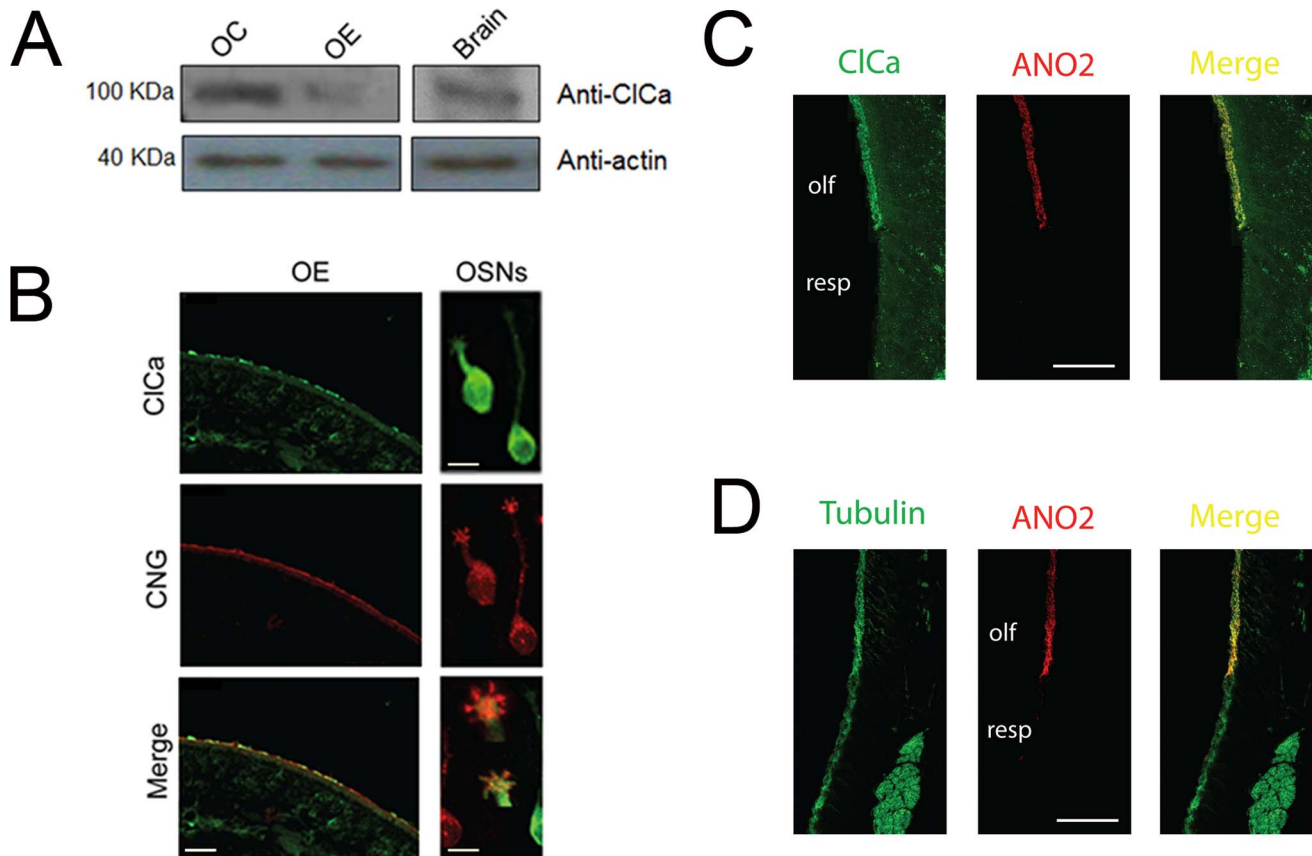 A
OC OE Brain
100 KDa Anti-ClCa
40 KDa Anti-actin
B
OE OSNs
ClCa
CNG
Merge
C
ClCa ANO2 Merge
olf
resp
D
Tubulin ANO2 Merge
olf
resp